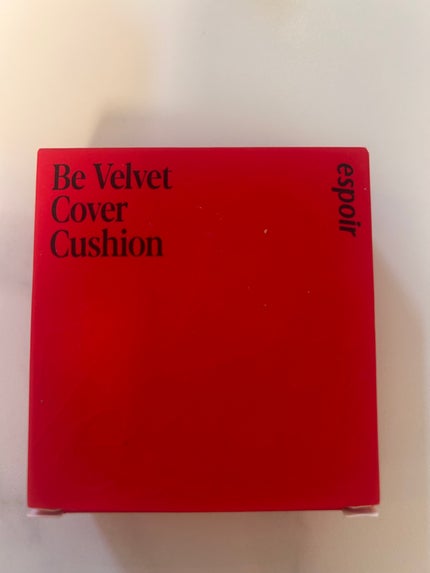 Be Velvet
Cover
Cushion
espoir